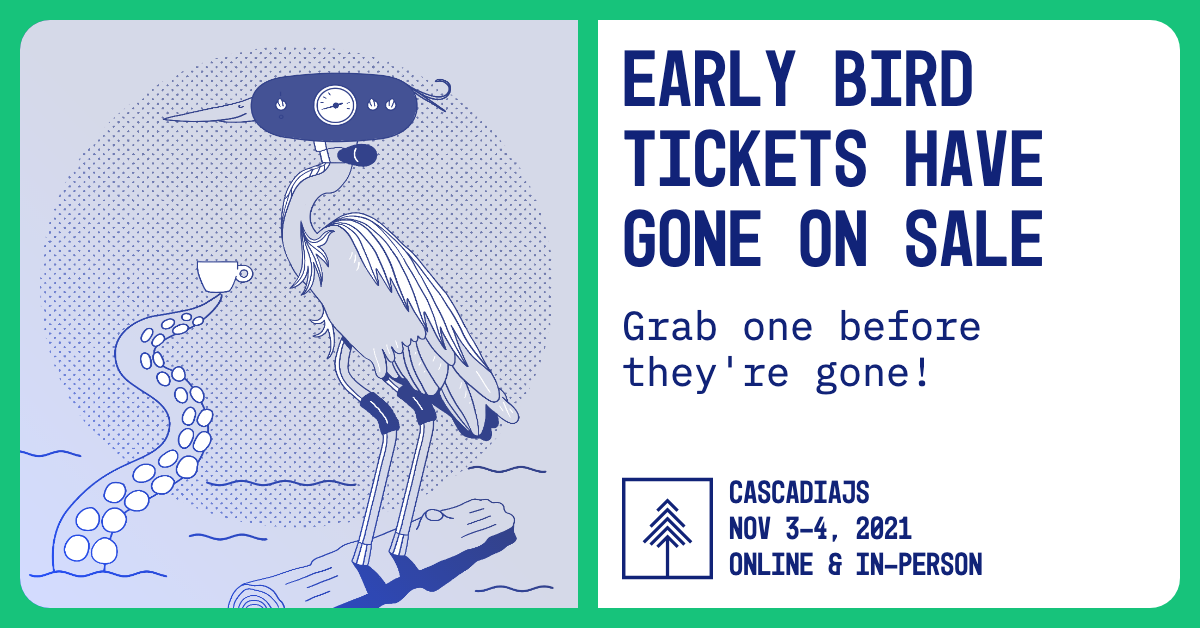 EARLY BIRD
TICKETS HAVE
GONE ON SALE
Grab one before
they're gone!
CASCADIAJS
NOV 3-4, 2021
ONLINE & IN-PERSON